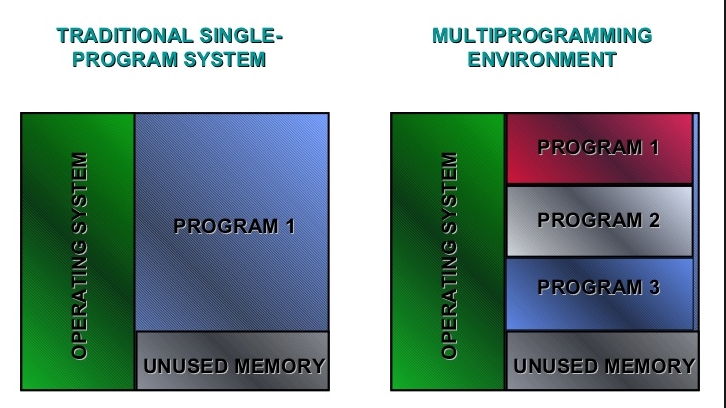 TRADITIONAL SINGLE-
PROGRAM SYSTEM
OPERATING SYSTEM
PROGRAM 1
UNUSED MEMORY
MULTIPROGRAMMING
ENVIRONMENT
OPERATING SYSTEM
PROGRAM 1
PROGRAM 2
PROGRAM 3
UNUSED MEMORY